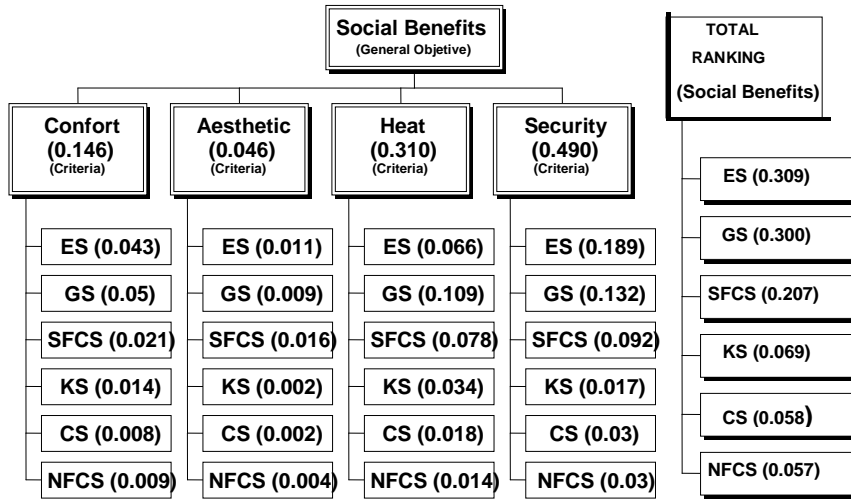 Social Benefits
(General Objetive)
Confort
(0.146)
(Criteria)
ES (0.043)
GS (0.05)
SFCS (0.021)
KS (0.014)
CS (0.008)
NFCS (0.009)
Aesthetic
(0.046)
(Criteria)
ES (0.011)
GS (0.009)
SFCS (0.016)
KS (0.002)
CS (0.002)
NFCS (0.004)
Heat
(0.310)
(Criteria)
ES (0.066)
GS (0.109)
SFCS (0.078)
KS (0.034)
CS (0.018)
NFCS (0.014)
Security
(0.490)
(Criteria)
ES (0.189)
GS (0.132)
SFCS (0.092)
KS (0.017)
CS (0.03)
NFCS (0.03)
TOTAL
RANKING
(Social Benefits)
ES (0.309)
GS (0.300)
SFCS (0.207)
KS (0.069)
CS (0.058)
NFCS (0.057)